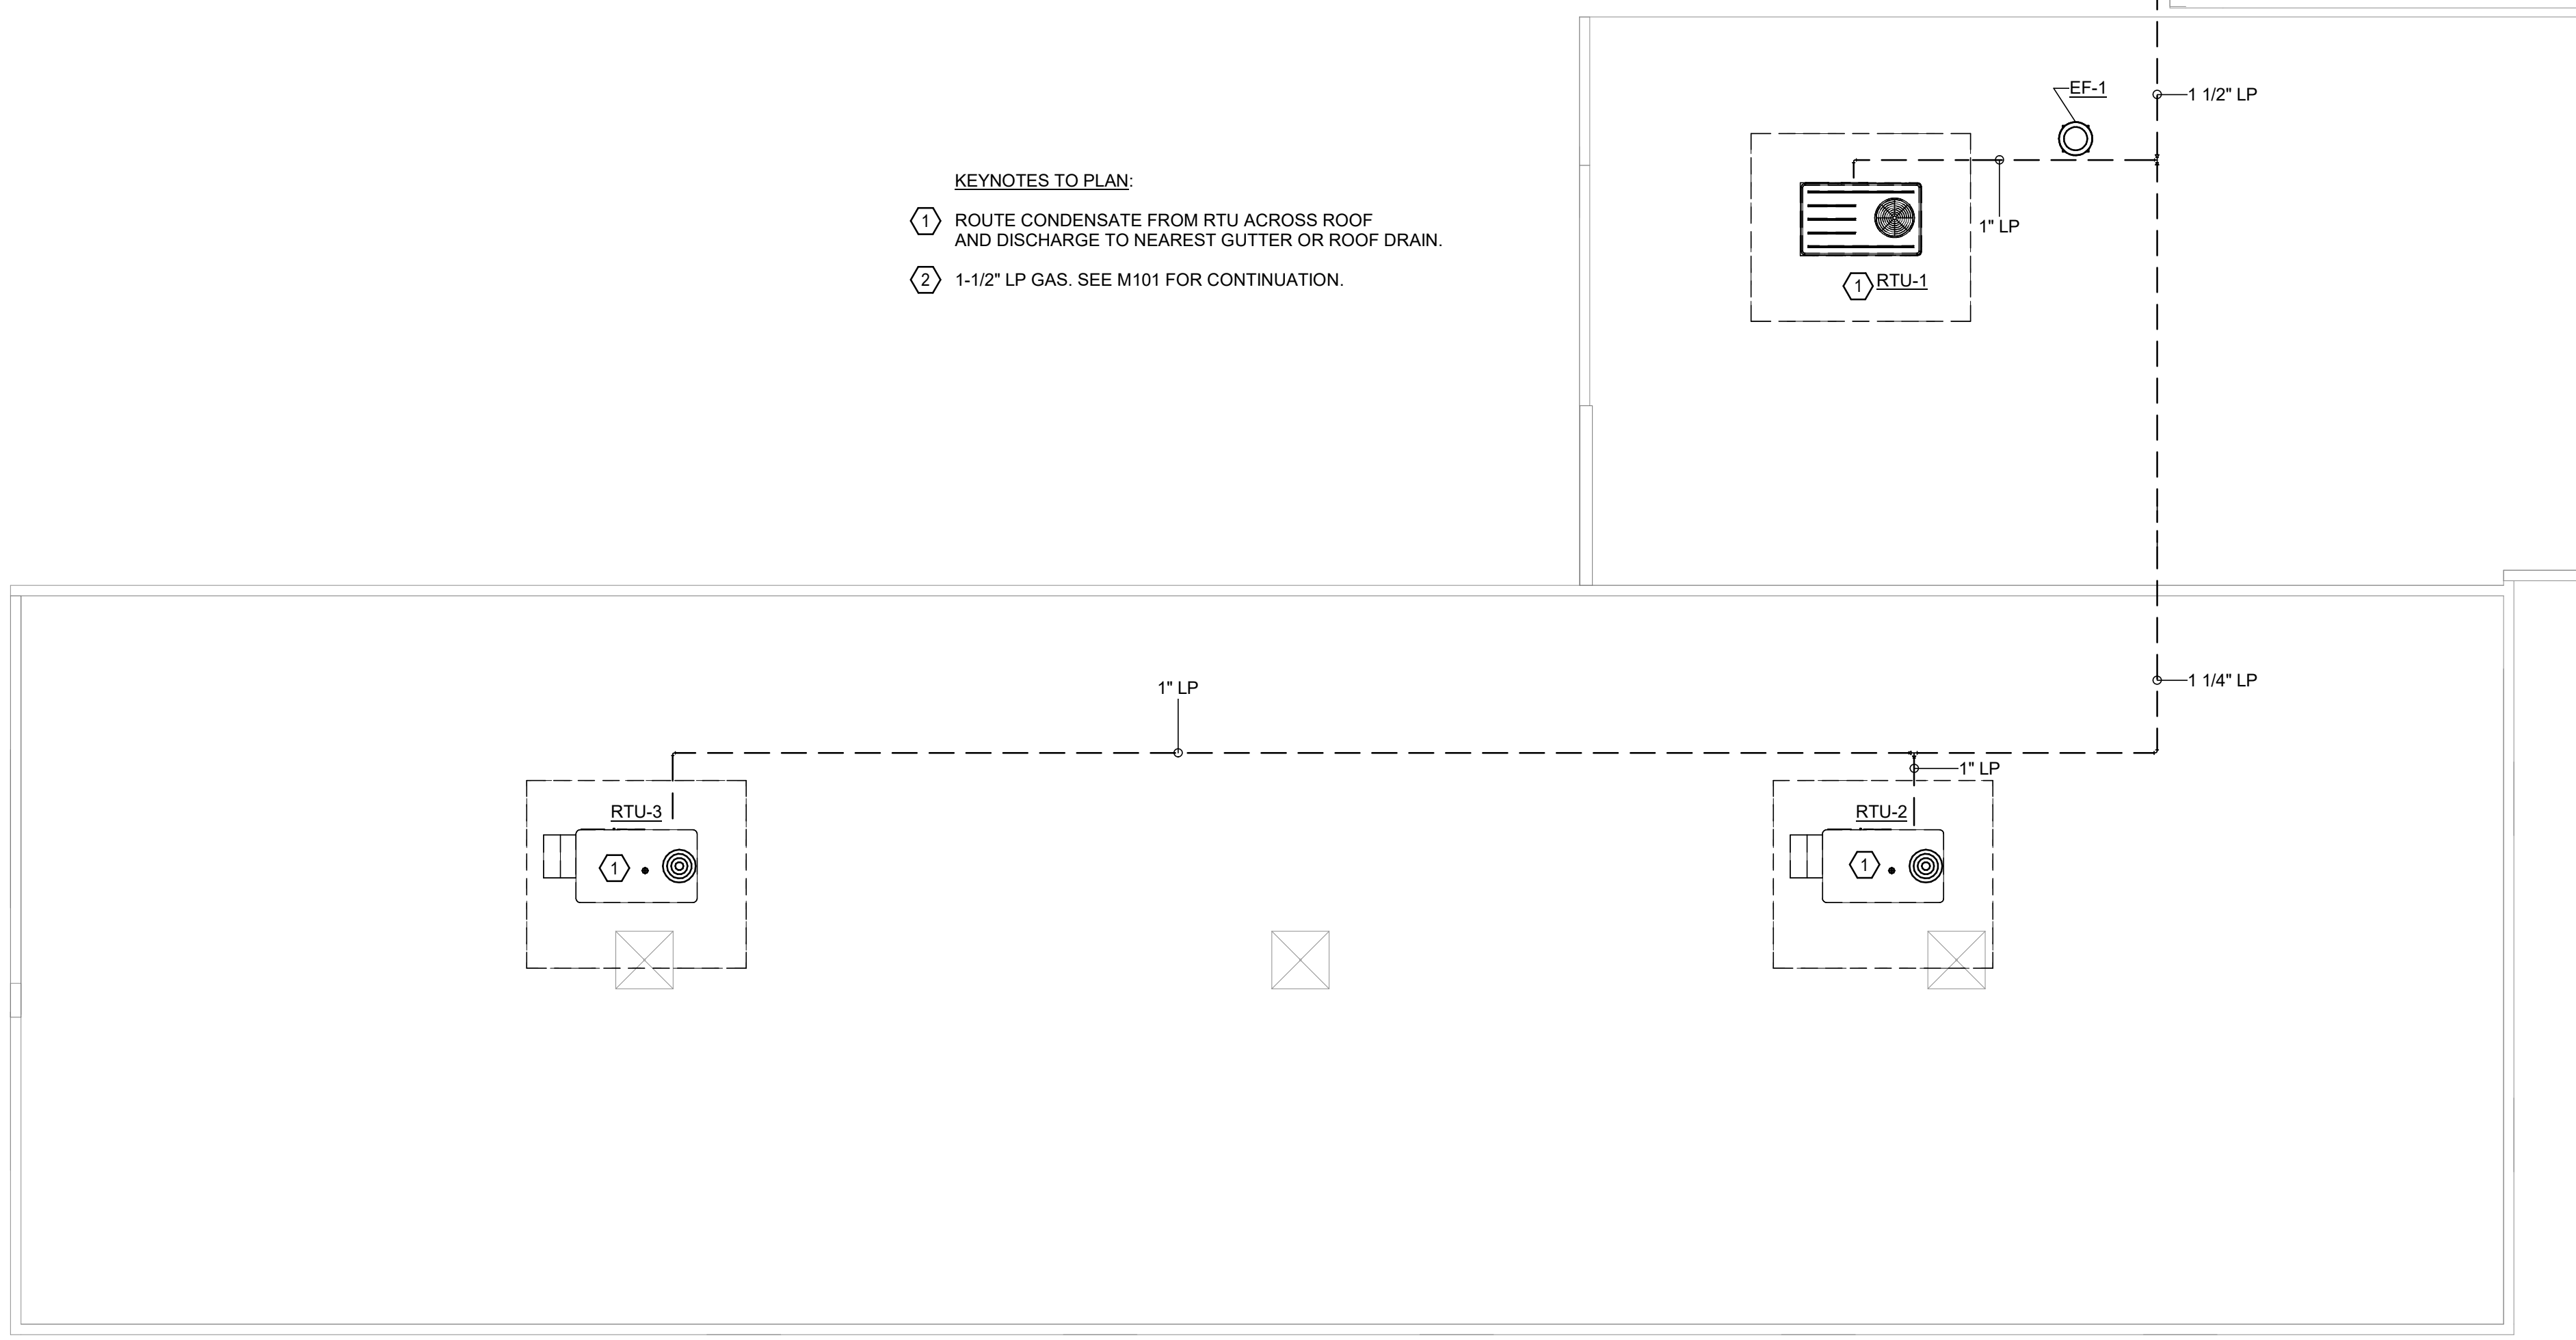 EF-1
1 1/2" LP
KEYNOTES TO PLAN:
1 ROUTE CONDENSATE FROM RTU ACROSS ROOF
AND DISCHARGE TO NEAREST GUTTER OR ROOF DRAIN.
2 1-1/2" LP GAS. SEE M101 FOR CONTINUATION.
1" LP
1 RTU-1
1 1/4" LP
1" LP
1" LP
RTU-3
1
RTU-2
1